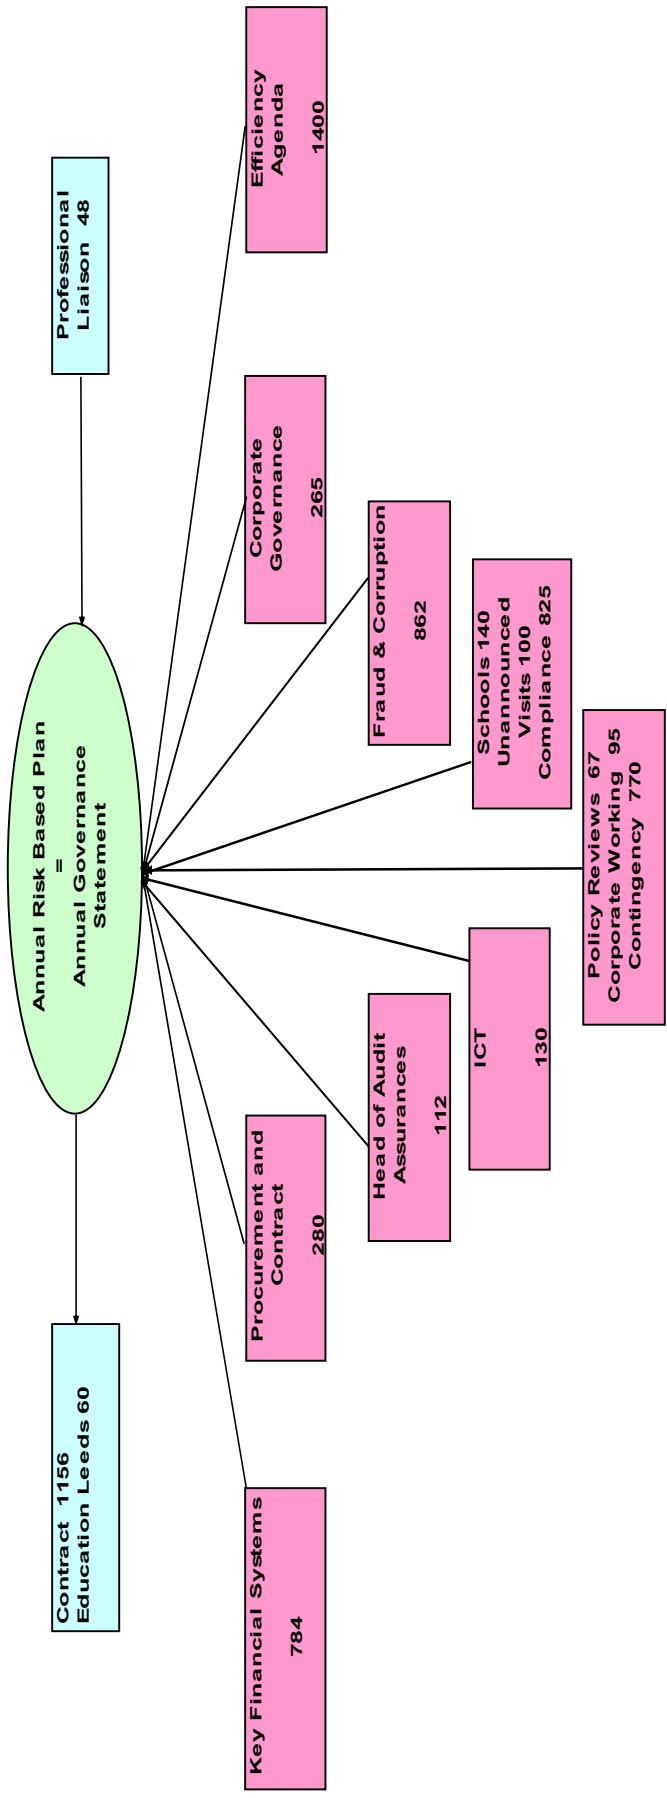 Contract 1156
Education Leeds 60
Annual Risk Based Plan
=
Annual Governance
Statement
Professional
Liaison 48
Key Financial Systems
784
Procurement and
Contract
280
Head of Audit
Assurances
112
ICT
130
Policy Reviews 67
Corporate Working 95
Contingency 770
Schools 140
Unannounced
Visits 100
Compliance 825
Fraud & Corruption
862
Corporate
Governance
265
Efficiency
Agenda
1400